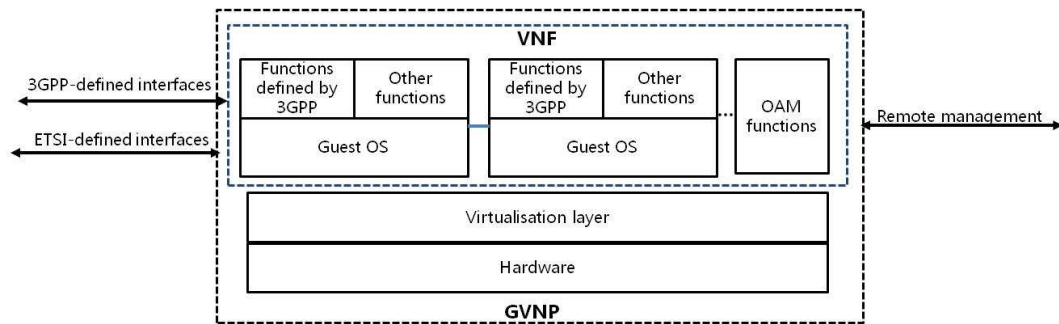 VNF
3GPP-defined interfaces
ETSI-defined interfaces
Functions
defined by
3GPP
Other
functions
Guest OS
Functions
defined by
3GPP
Other
functions
Guest OS
...
OAM
functions
Remote management
Virtualisation layer
Hardware
GVNP